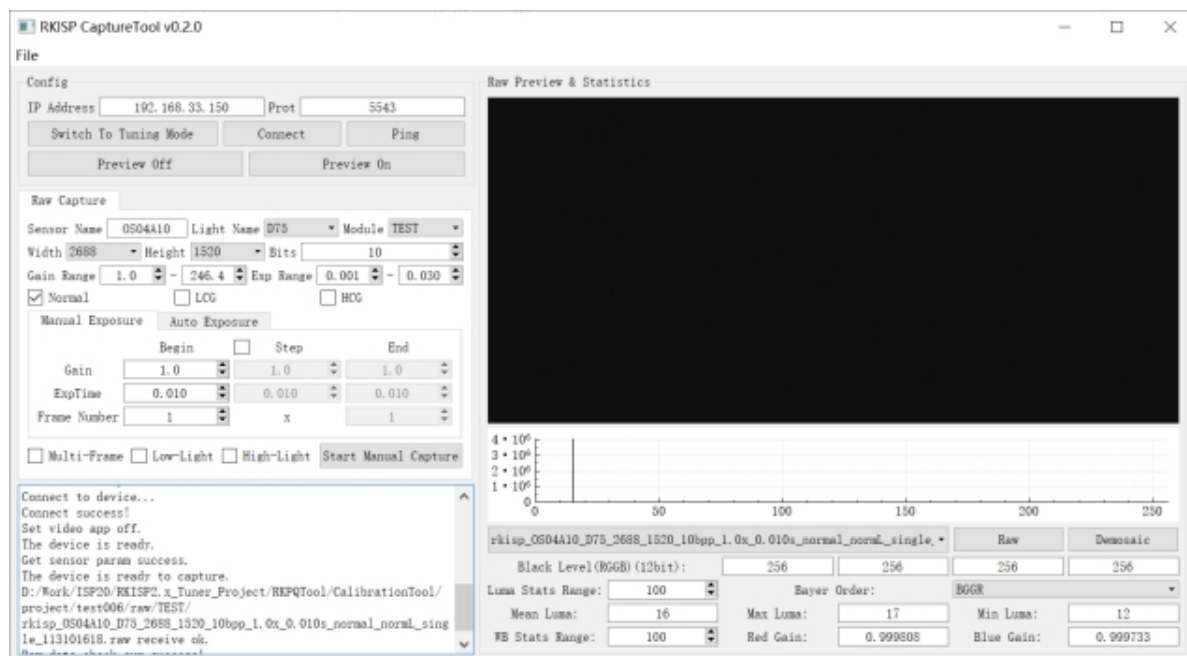 RKISP CaptureTool v0.2.0
File
Config
IP Address 192.168.33.150 Prot 5543
Switch To Tuning Mode Connect Ping
Preview Off Preview On
Raw Capture
Sensor Name OS04A10 Light Name D75 Module TEST
Width 2688 Height 1520 Bits 10
Gain Range 1.0 - 246.4 Exp Range 0.001 - 0.030
Normal LCG HCG
Manual Exposure Auto Exposure
Begin Step End
Gain 1.0 1.0 1.0
ExpTime 0.010 0.010 0.010
Frame Number 1 x 1
Multi-Frame Low-Light High-Light Start Manual Capture
Connect to device...
Connect success!
Set video app off.
The device is ready.
Get sensor param success.
The device is ready to capture.
D:/Work/ISP20/RKISP2.x_Tuner_Project/RKPQTool/CalibrationTool/
project/test006/raw/TEST/
rkisp_OS04A10_D75_2688_1520_10bpp_1.0x_0.010s_normal_normL_sing
le_113101618.raw receive ok.
Raw Preview & Statistics
4•10⁶
3•10⁶
2•10⁶
1•10⁶
0
0 50 100 150 200 250
rkisp_OS04A10_D75_2688_1520_10bpp_1.0x_0.010s_normal_normL_single_ Raw Demosaic
Black Level(RGGB)(12bit): 256 256 256 256
Luma Stats Range: 100 Bayer Order: RGGB
Mean Luma: 16 Max Luma: 17 Min Luma: 12
WB Stats Range: 100 Red Gain: 0.999808 Blue Gain: 0.999733